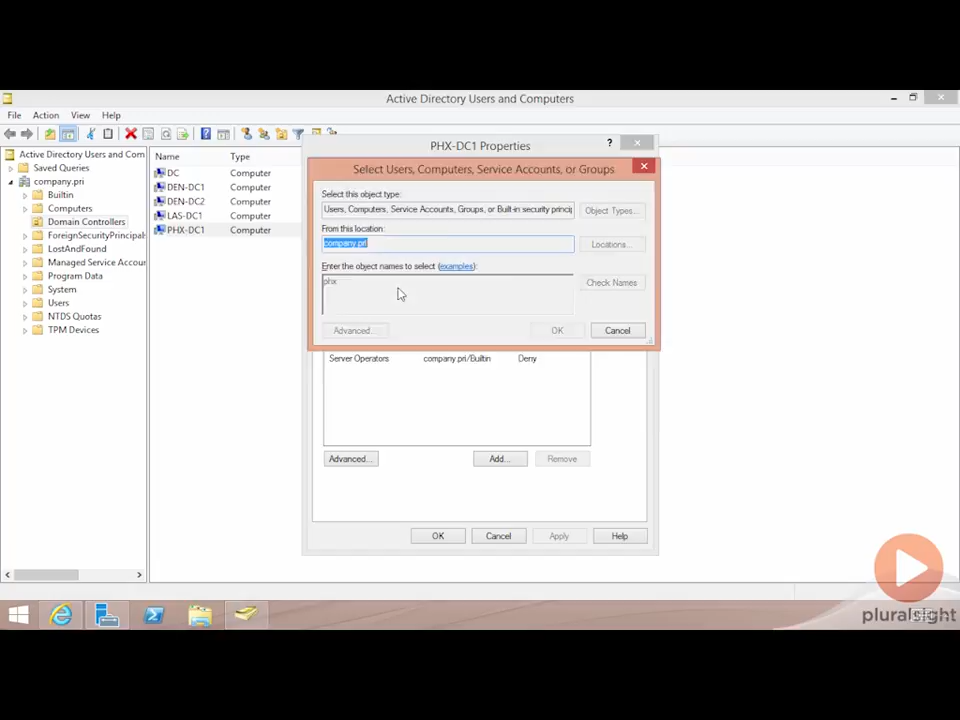 Active Directory Users and Computers
File Action View Help
Active Directory Users and Com
Saved Queries
company.pri
Builtin
Computers
Domain Controllers
ForeignSecurityPrincipals
LostAndFound
Managed Service Accour
Program Data
System
Users
NTDS Quotas
TPM Devices
Name Type
DC Computer
DEN-DC1 Computer
DEN-DC2 Computer
LAS-DC1 Computer
PHX-DC1 Computer
PHX-DC1 Properties
Select Users, Computers, Service Accounts, or Groups
Select this object type:
Users, Computers, Service Accounts, Groups, or Built-in security princip
Object Types...
From this location:
company.pri
Locations...
Enter the object names to select (examples):
phx
Check Names
Advanced...
OK
Cancel
Server Operators company.pri/Builtin Deny
Advanced...
Add...
Remove
OK
Cancel
Apply
Help
pluralsight